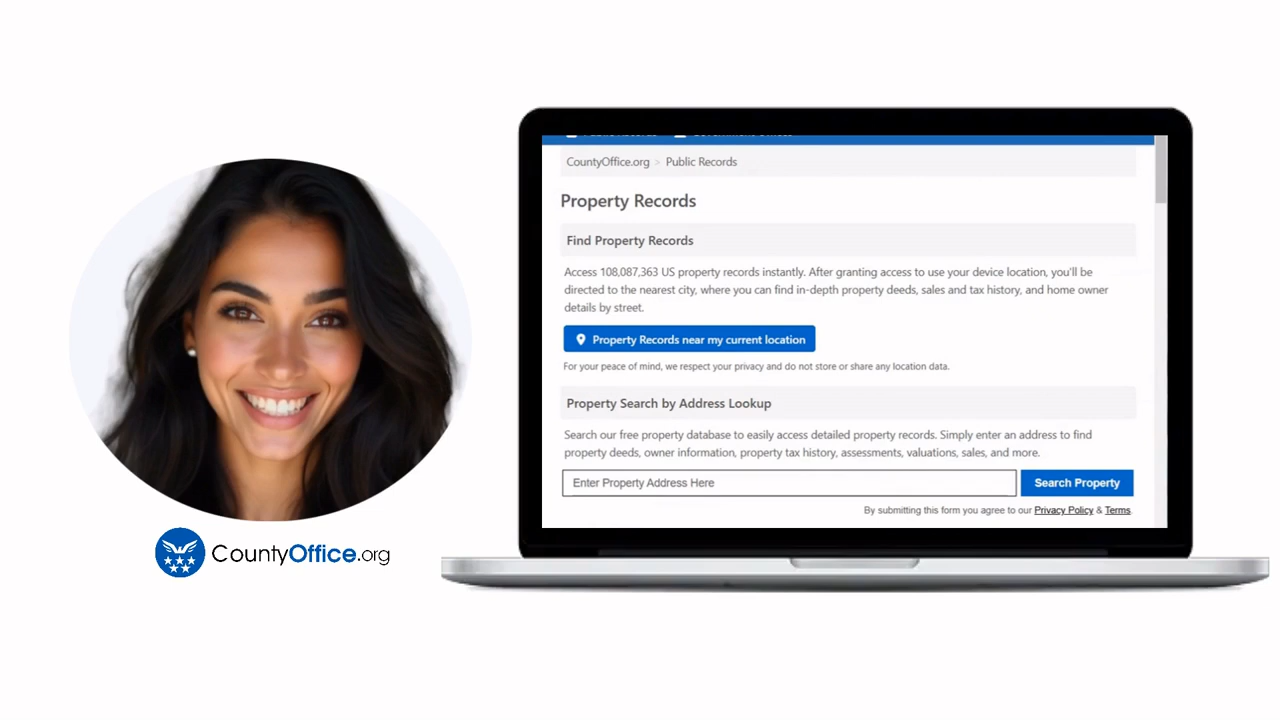 CountyOffice.org > Public Records
Property Records
Find Property Records
Access 108,087,363 US property records instantly. After granting access to use your device location, you'll be
directed to the nearest city, where you can find in-depth property deeds, sales and tax history, and home owner
details by street.
Property Records near my current location
For your peace of mind, we respect your privacy and do not store or share any location data.
Property Search by Address Lookup
Search our free property database to easily access detailed property records. Simply enter an address to find
property deeds, owner information, property tax history, assessments, valuations, sales, and more.
Enter Property Address Here
Search Property
By submitting this form you agree to our Privacy Policy & Terms.
CountyOffice.org